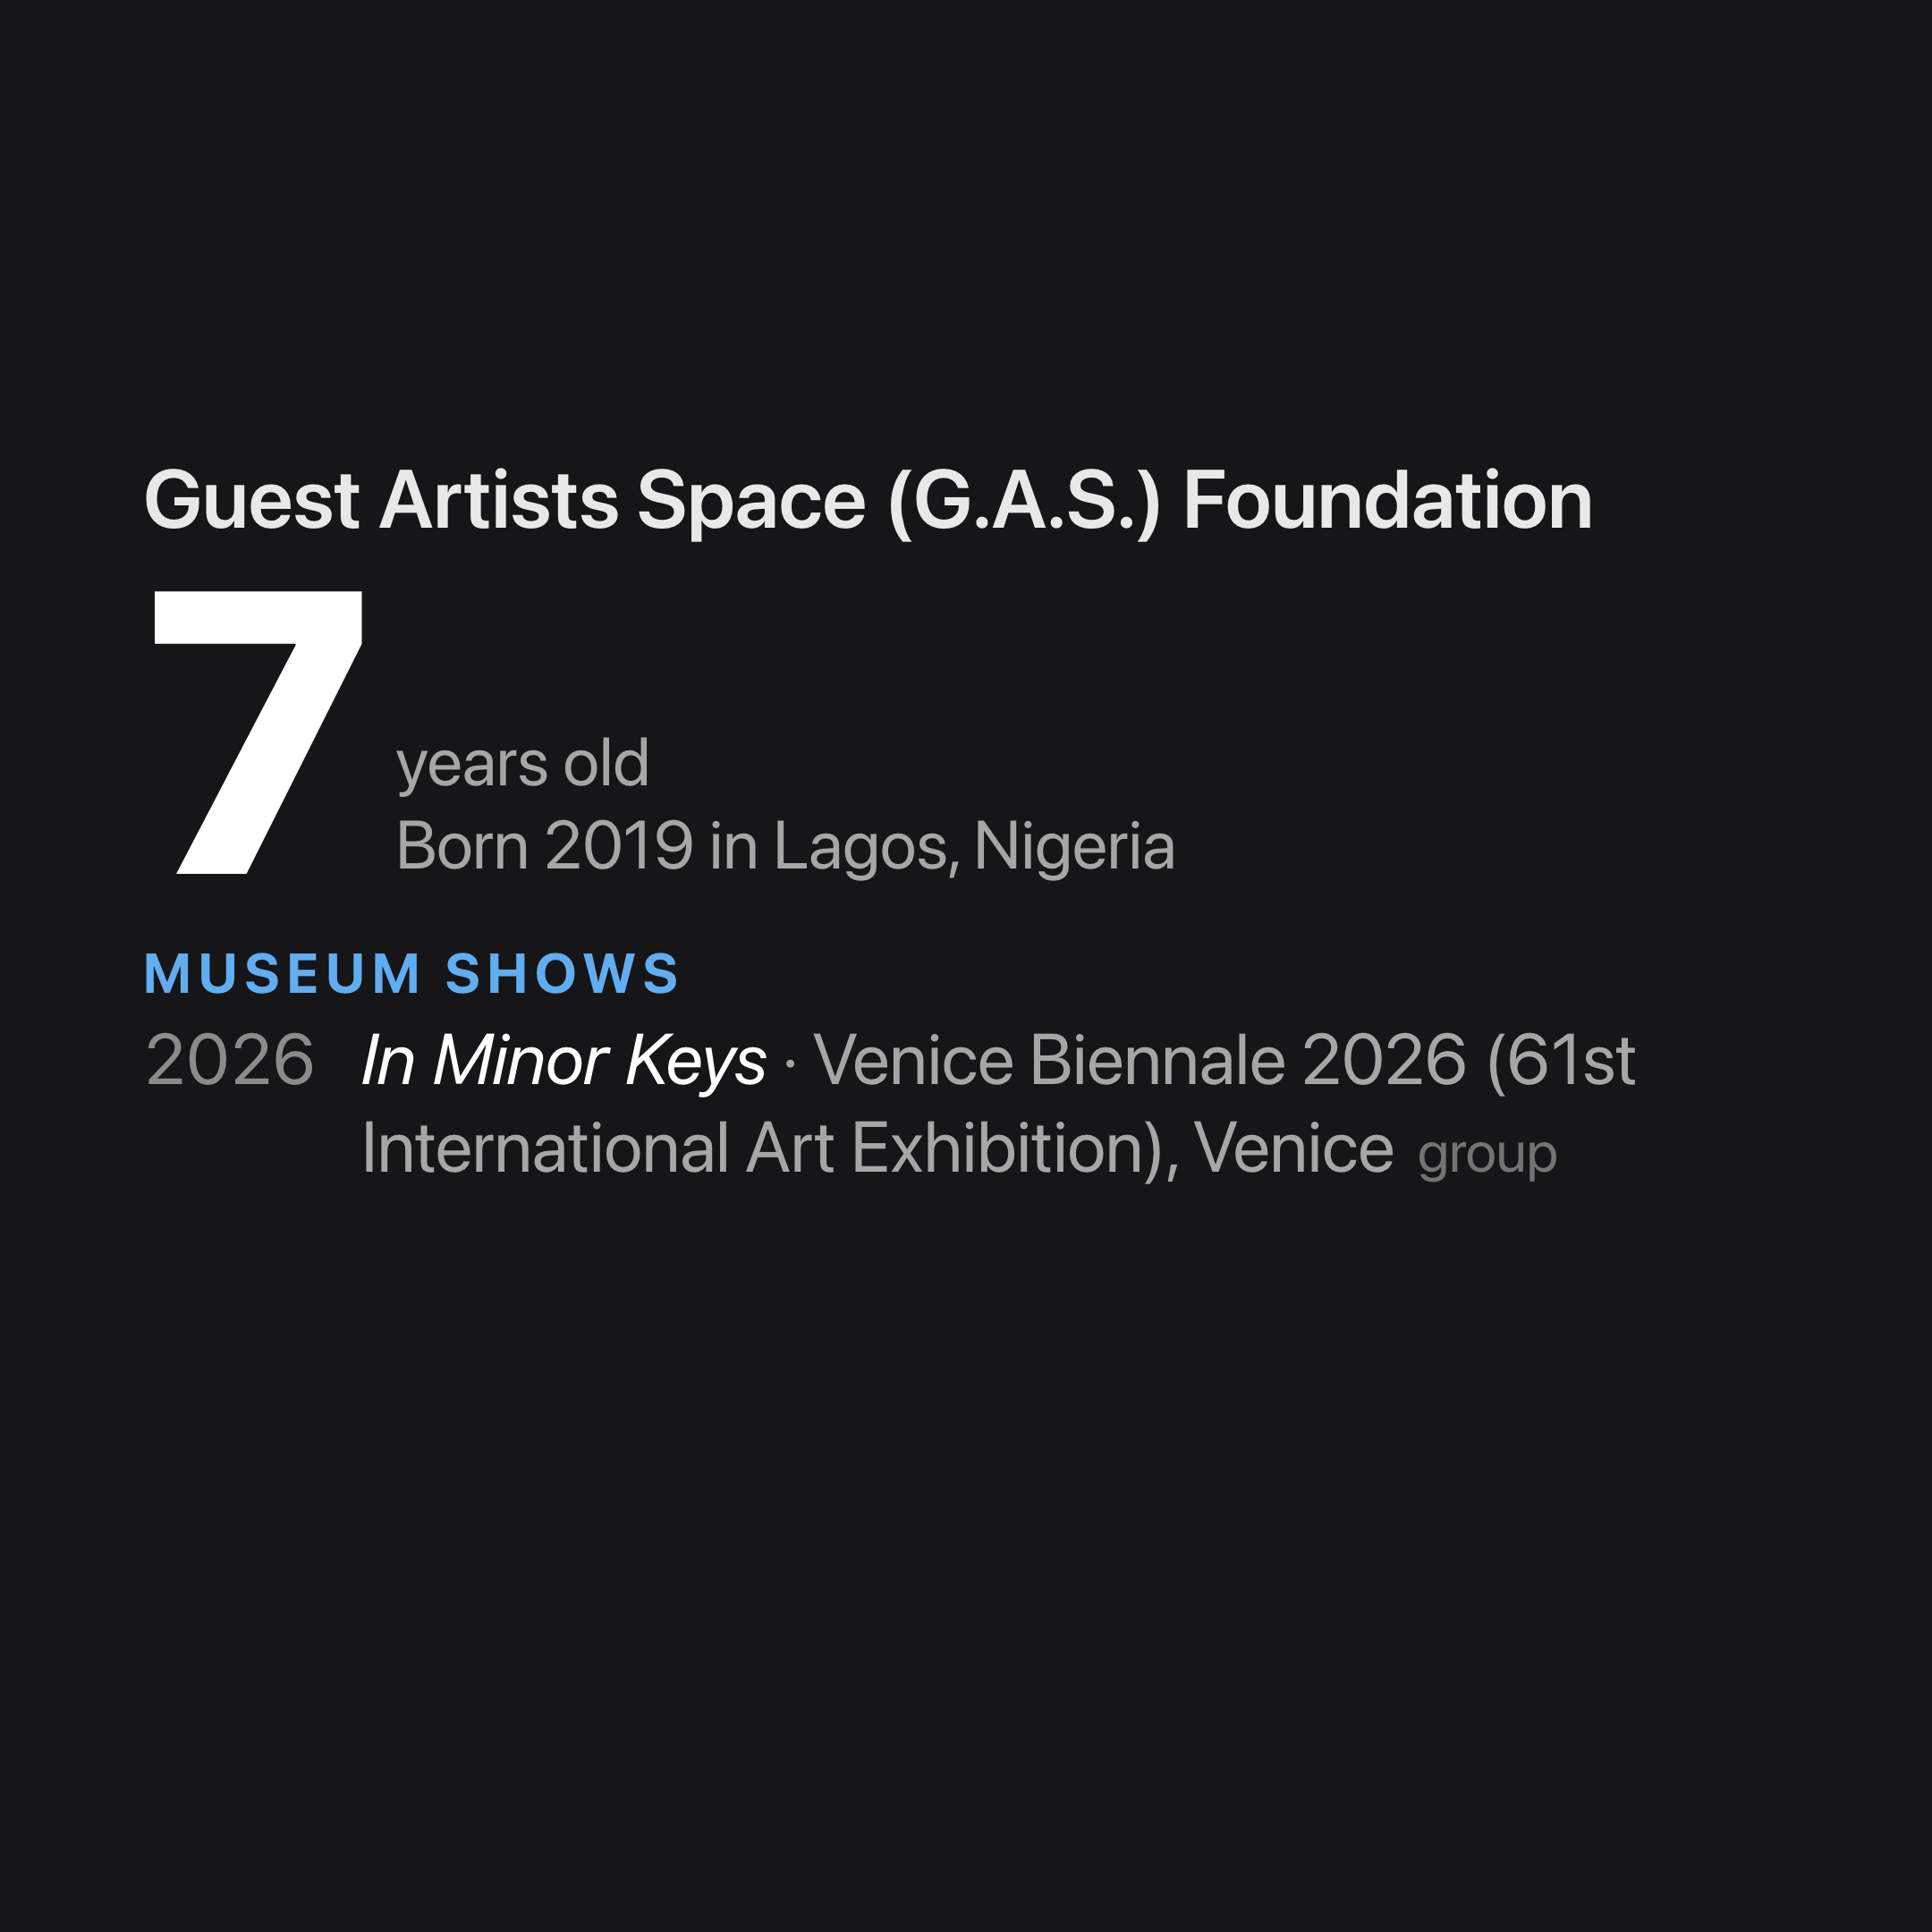 Guest Artists Space (G.A.S.) Foundation
7
years old
Born 2019 in Lagos, Nigeria
MUSEUM SHOWS
2026 In Minor Keys · Venice Biennale 2026 (61st
International Art Exhibition), Venice group